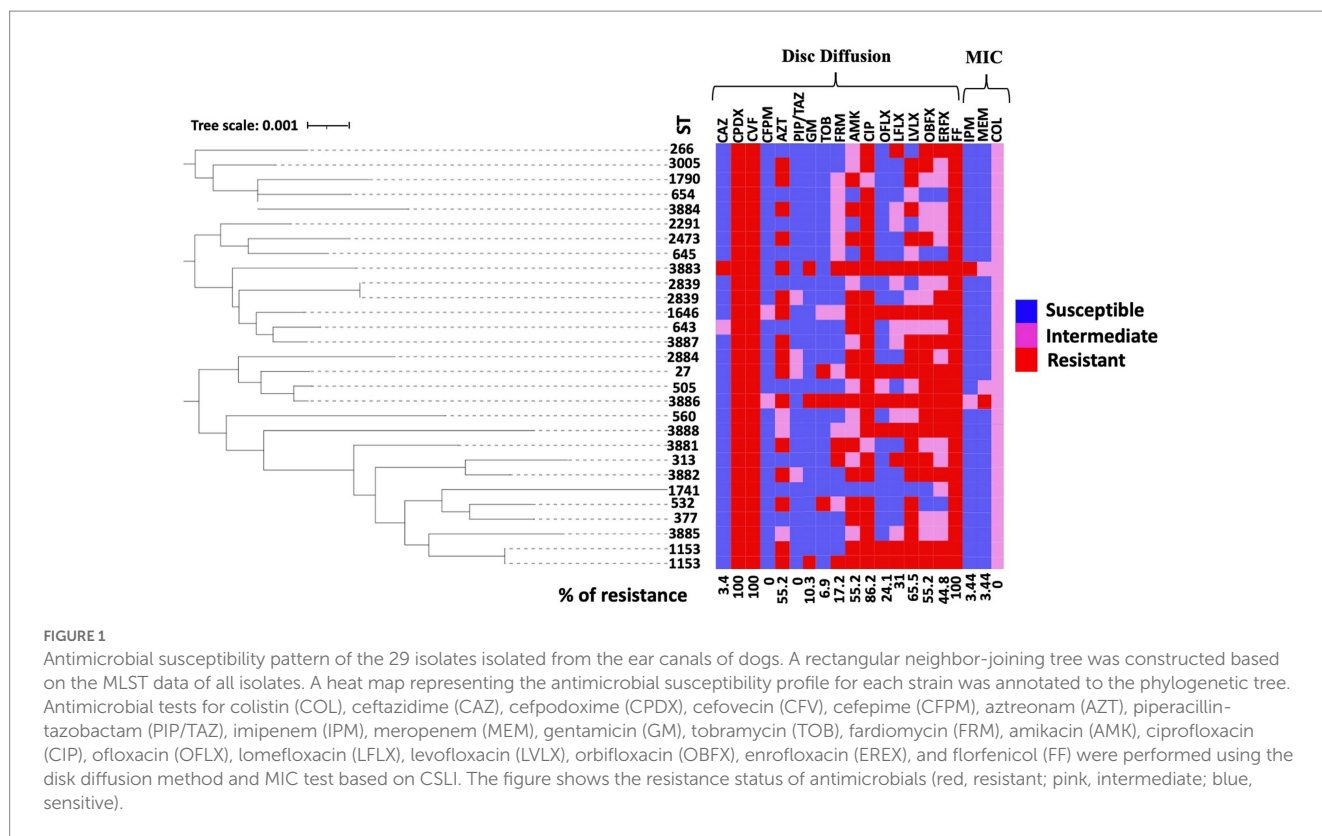 Disc Diffusion
MIC
Tree scale: 0.001
ST
CAZ
CPDX
CVF
CFPM
AZT
PIP/TAZ
GM
TOB
FRM
AMK
CIP
OFLX
LFLX
LVLX
OBFX
ERFX
FF
IPM
MEM
COL
266
3005
1790
654
3884
2291
2473
645
3883
2839
2839
1646
643
3887
2884
27
505
3886
560
3888
3881
313
3882
1741
532
377
3885
1153
1153
Susceptible
Intermediate
Resistant
% of resistance
3.4
100
100
0
55.2
0
10.3
6.9
17.2
55.2
86.2
24.1
31
65.5
55.2
44.8
100
3.44
3.44
0
FIGURE 1
Antimicrobial susceptibility pattern of the 29 isolates isolated from the ear canals of dogs. A rectangular neighbor-joining tree was constructed based
on the MLST data of all isolates. A heat map representing the antimicrobial susceptibility profile for each strain was annotated to the phylogenetic tree.
Antimicrobial tests for colistin (COL), ceftazidime (CAZ), cefpodoxime (CPDX), cefovecin (CFV), cefepime (CFPM), aztreonam (AZT), piperacillin-
tazobactam (PIP/TAZ), imipenem (IPM), meropenem (MEM), gentamicin (GM), tobramycin (TOB), fardiomycin (FRM), amikacin (AMK), ciprofloxacin
(CIP), ofloxacin (OFLX), lomefloxacin (LFLX), levofloxacin (LVLX), orbifloxacin (OBFX), enrofloxacin (EREX), and florfenicol (FF) were performed using the
disk diffusion method and MIC test based on CSLI. The figure shows the resistance status of antimicrobials (red, resistant; pink, intermediate; blue,
sensitive).